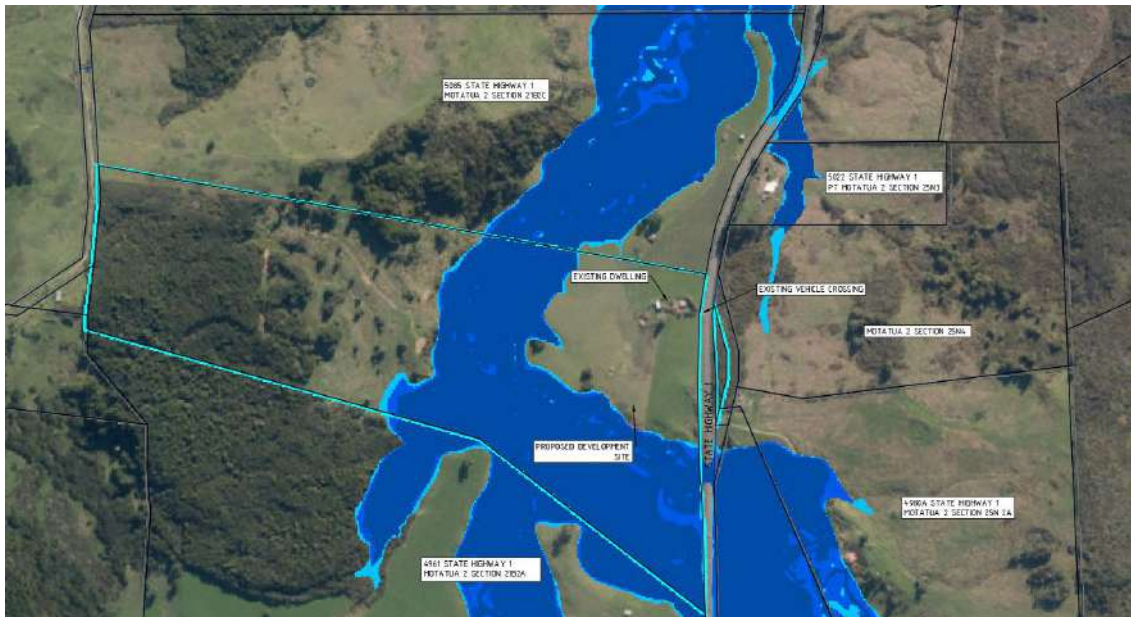 5085 STATE HIGHWAY 1
MOTATUA 2 SECTION 21B2C
5022 STATE HIGHWAY 1
PT MOTATUA 2 SECTION 25N3
EXISTING DWELLING
EXISTING VEHICLE CROSSING
MOTATUA 2 SECTION 25N4
STATE HIGHWAY 1
PROPOSED DEVELOPMENT
SITE
4980A STATE HIGHWAY 1
MOTATUA 2 SECTION 25N 2A
4961 STATE HIGHWAY 1
MOTATUA 2 SECTION 21B2A